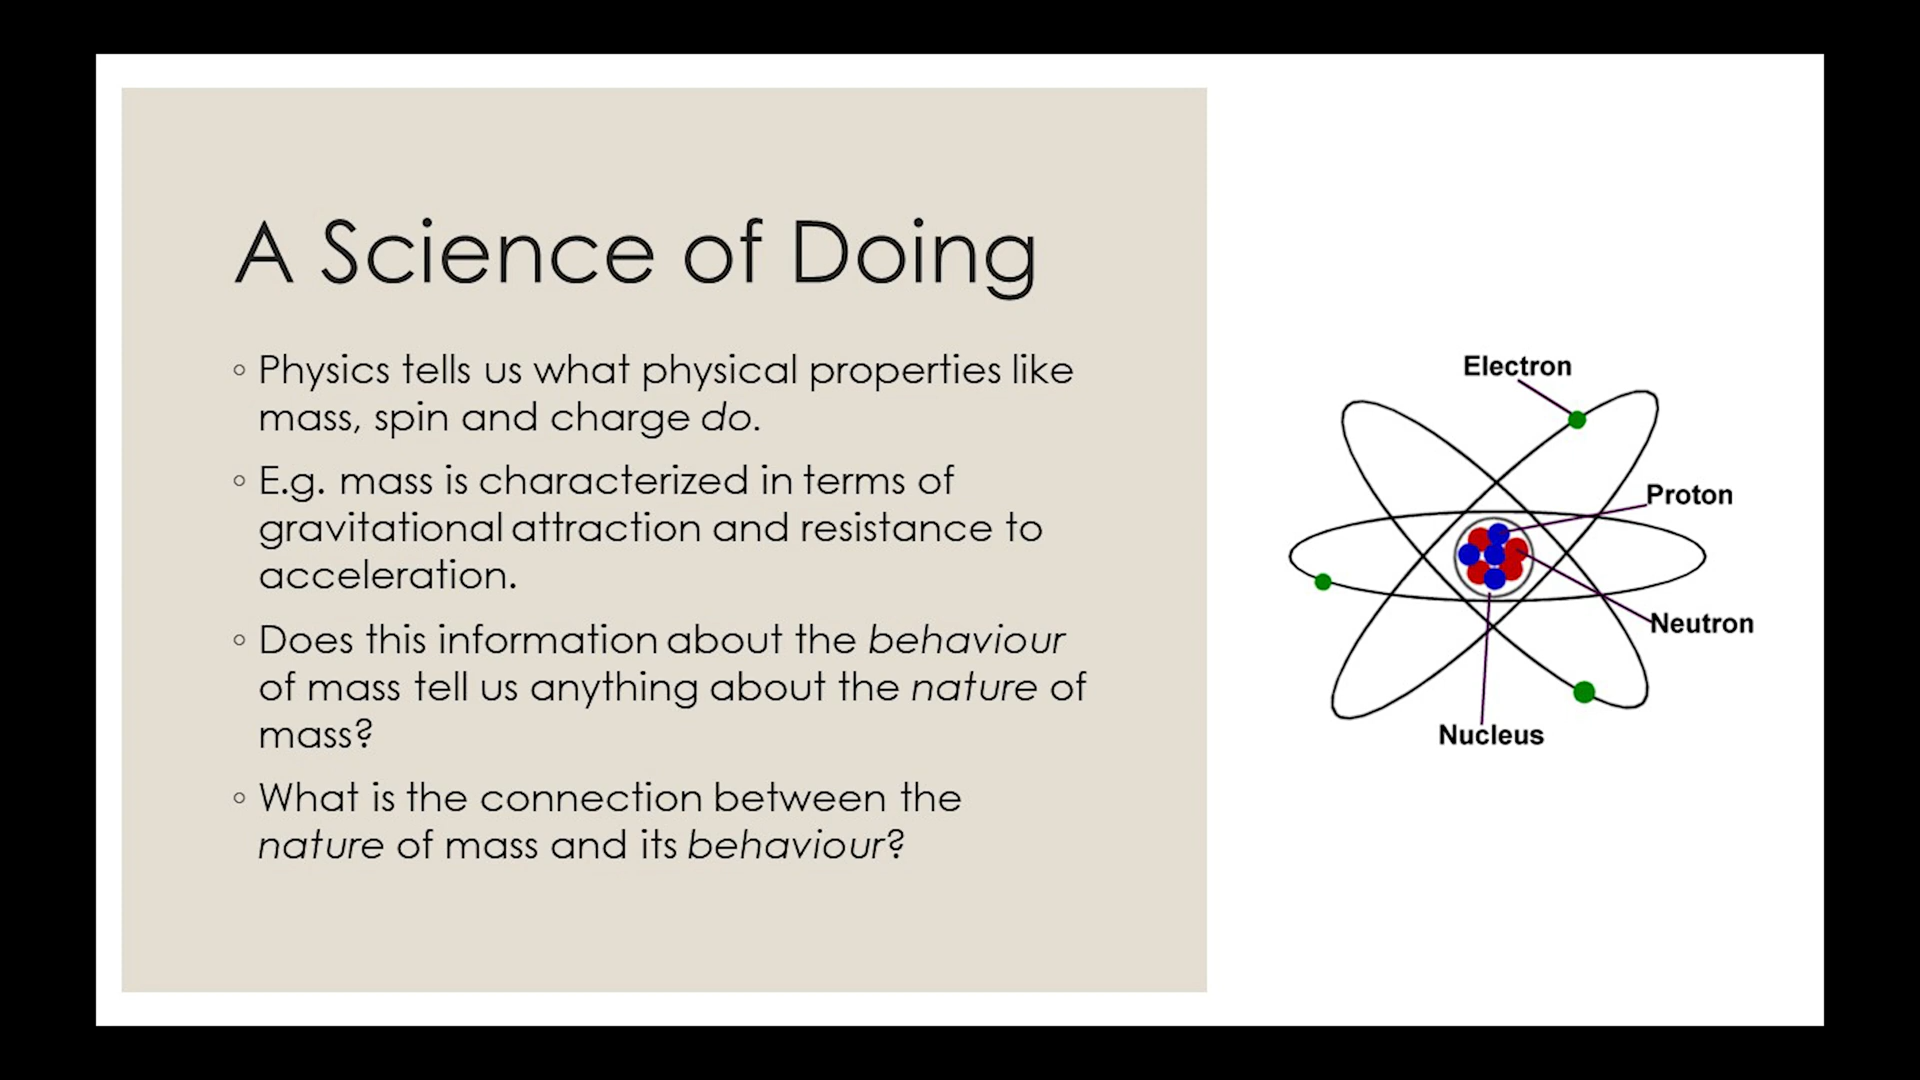 A Science of Doing
◦ Physics tells us what physical properties like
mass, spin and charge do.
◦ E.g. mass is characterized in terms of
gravitational attraction and resistance to
acceleration.
◦ Does this information about the behaviour
of mass tell us anything about the nature of
mass?
◦ What is the connection between the
nature of mass and its behaviour?
Electron
Proton
Neutron
Nucleus